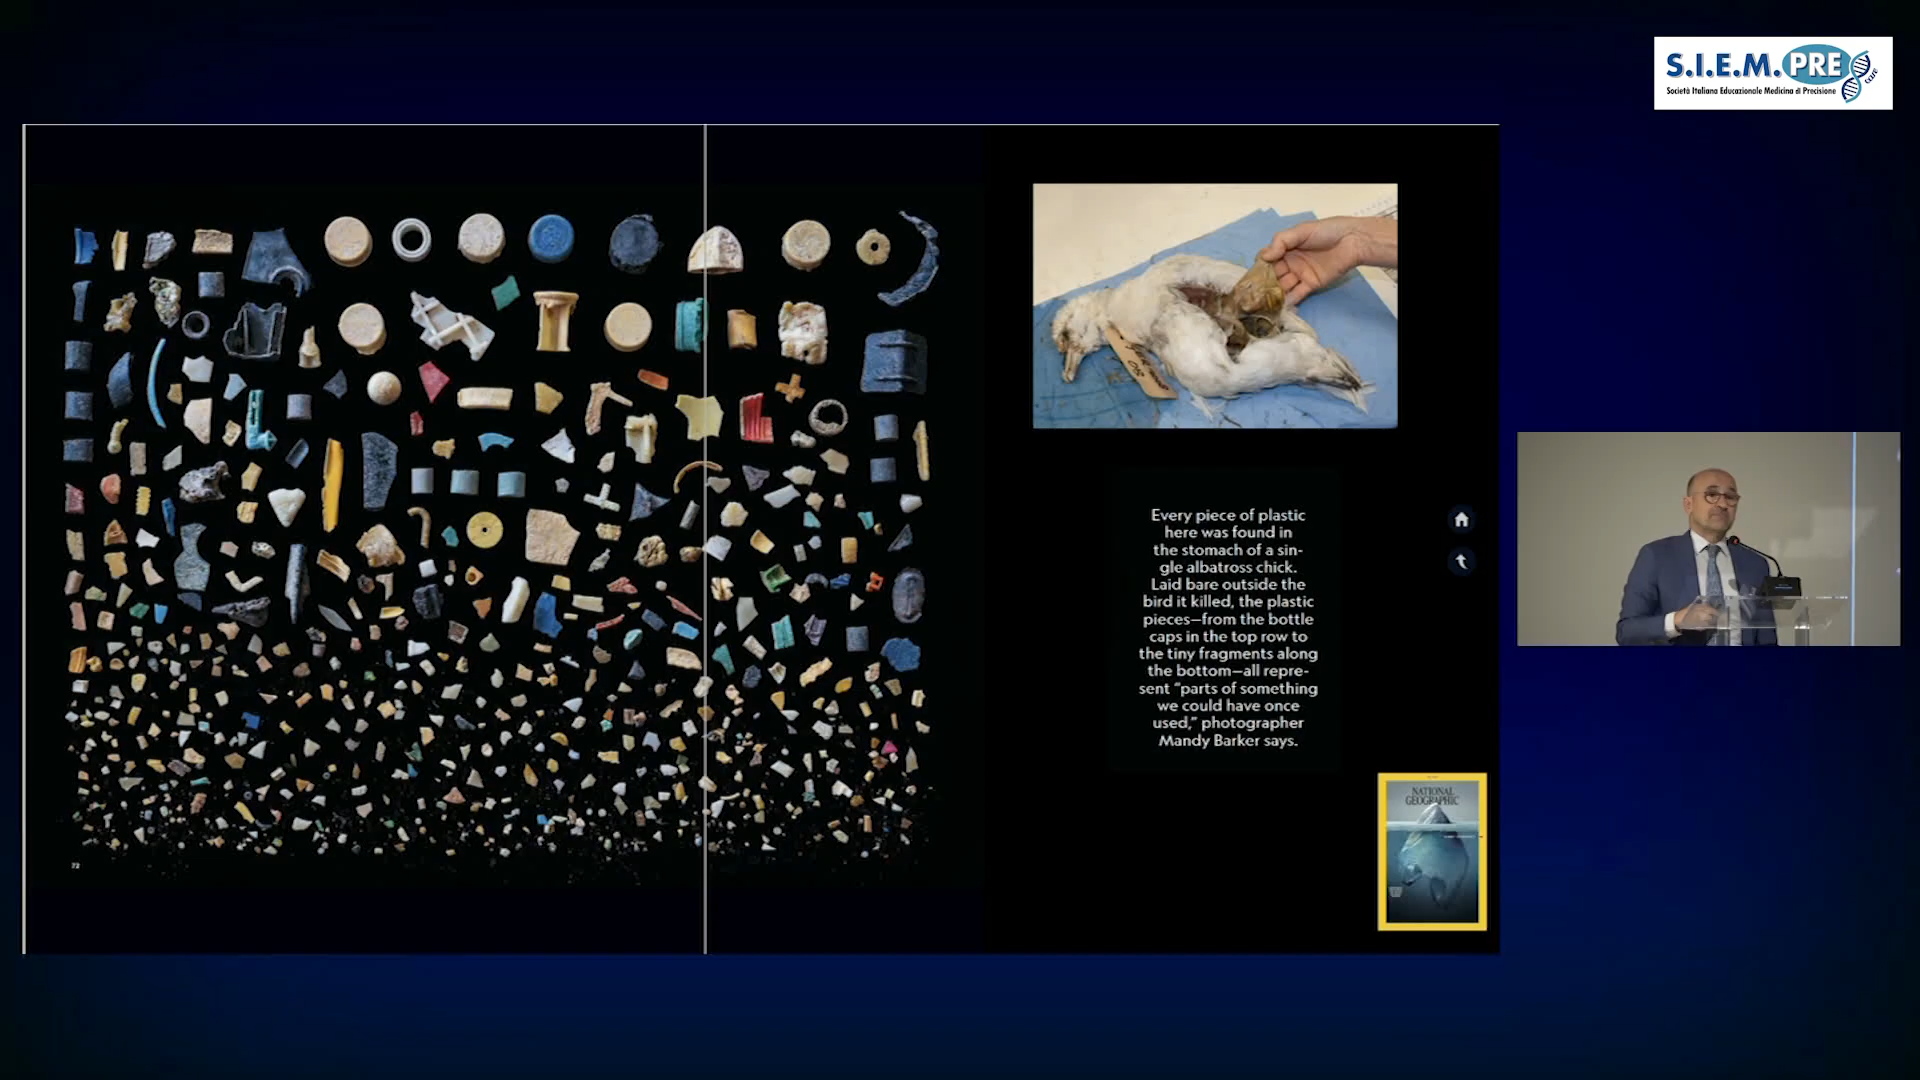 S.I.E.M.PRE
care
Società Italiana Educazionale Medicina di Precisione
Every piece of plastic
here was found in
the stomach of a sin-
gle albatross chick.
Laid bare outside the
bird it killed, the plastic
pieces—from the bottle
caps in the top row to
the tiny fragments along
the bottom—all repre-
sent “parts of something
we could have once
used,” photographer
Mandy Barker says.
NATIONAL
GEOGRAPHIC
72